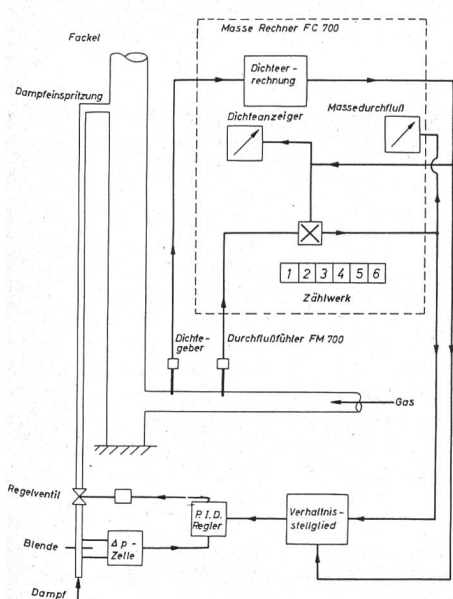 Masse Rechner FC 700
Fackel
Dichteer-
rechnung
Dampfeinspritzung
Dichteanzeiger
Massedurchfluß
1 2 3 4 5 6
Zählwerk
Dichte-
geber
Durchflußfühler FM 700
Gas
Regelventil
P.I.D.
Regler
Verhältnis-
stellglied
Blende
Δp-
Zelle
Dampf